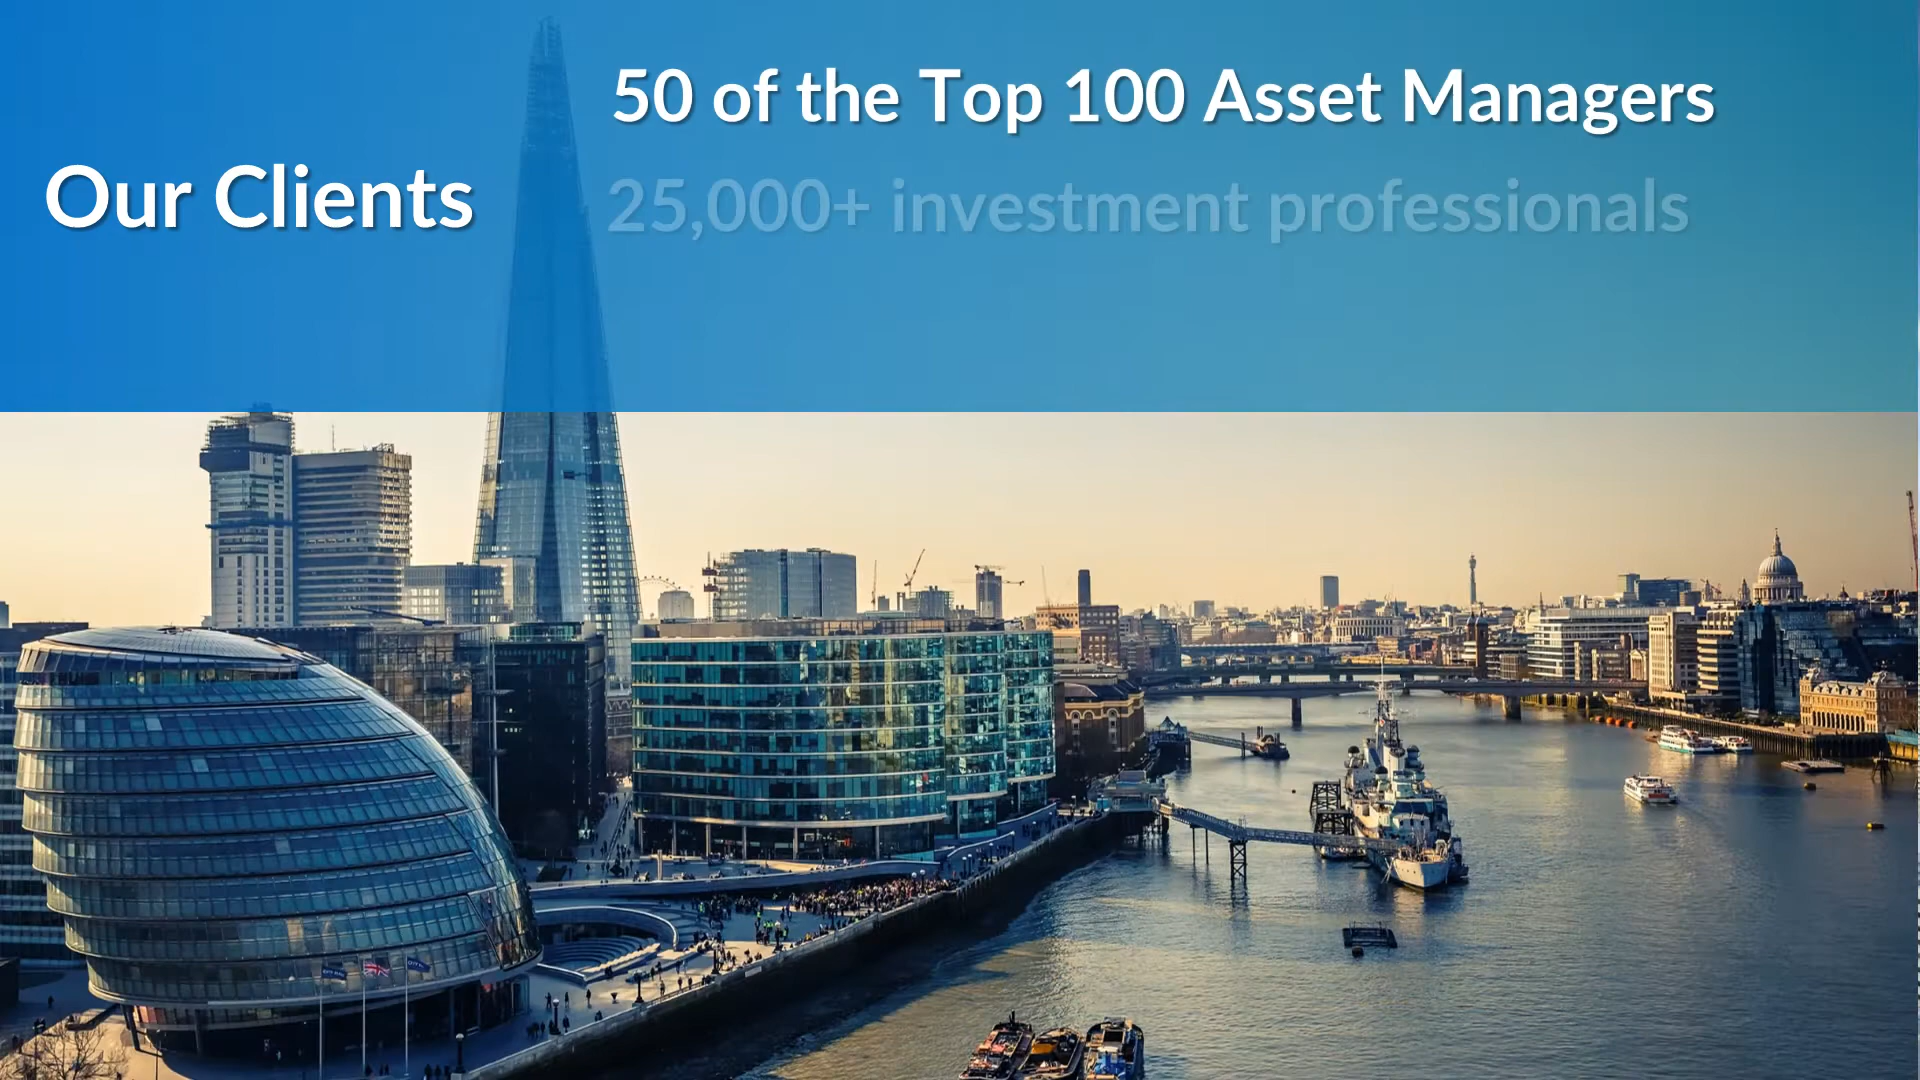 Our Clients
50 of the Top 100 Asset Managers
25,000+ investment professionals